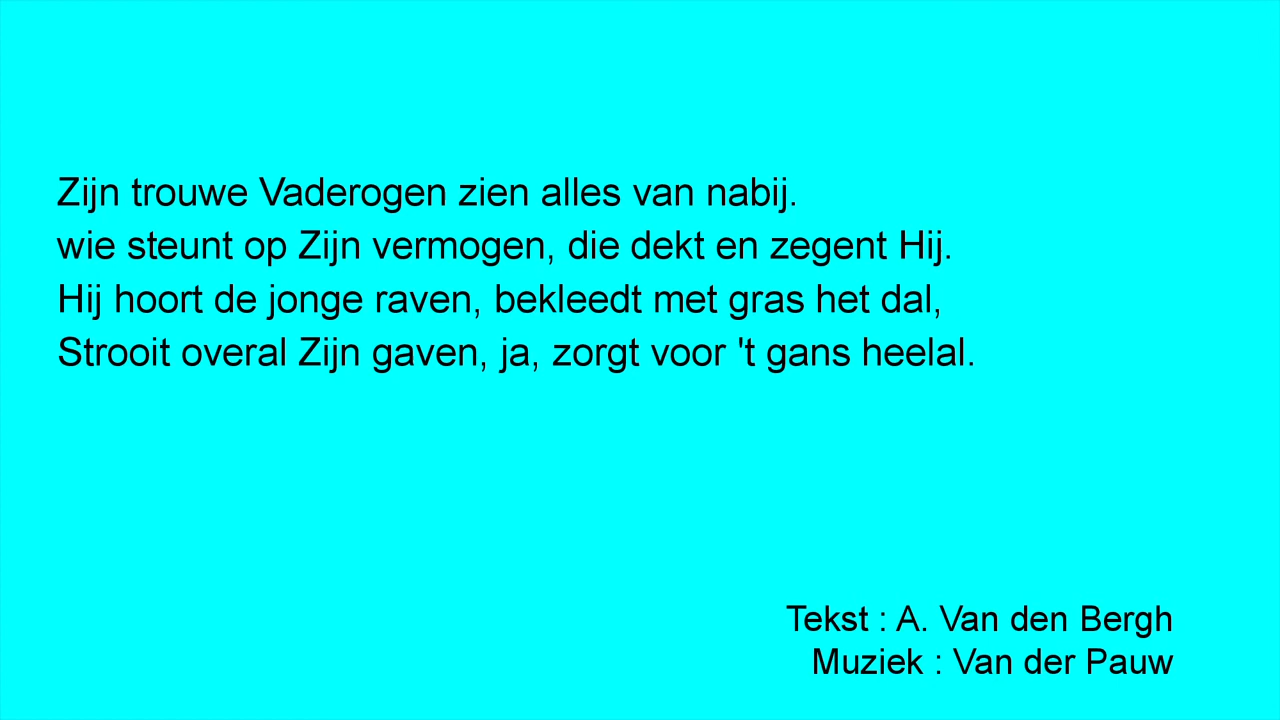 Zijn trouwe Vaderogen zien alles van nabij.
wie steunt op Zijn vermogen, die dekt en zegent Hij.
Hij hoort de jonge raven, bekleedt met gras het dal,
Strooit overal Zijn gaven, ja, zorgt voor 't gans heelal.
Tekst : A. Van den Bergh
Muziek : Van der Pauw